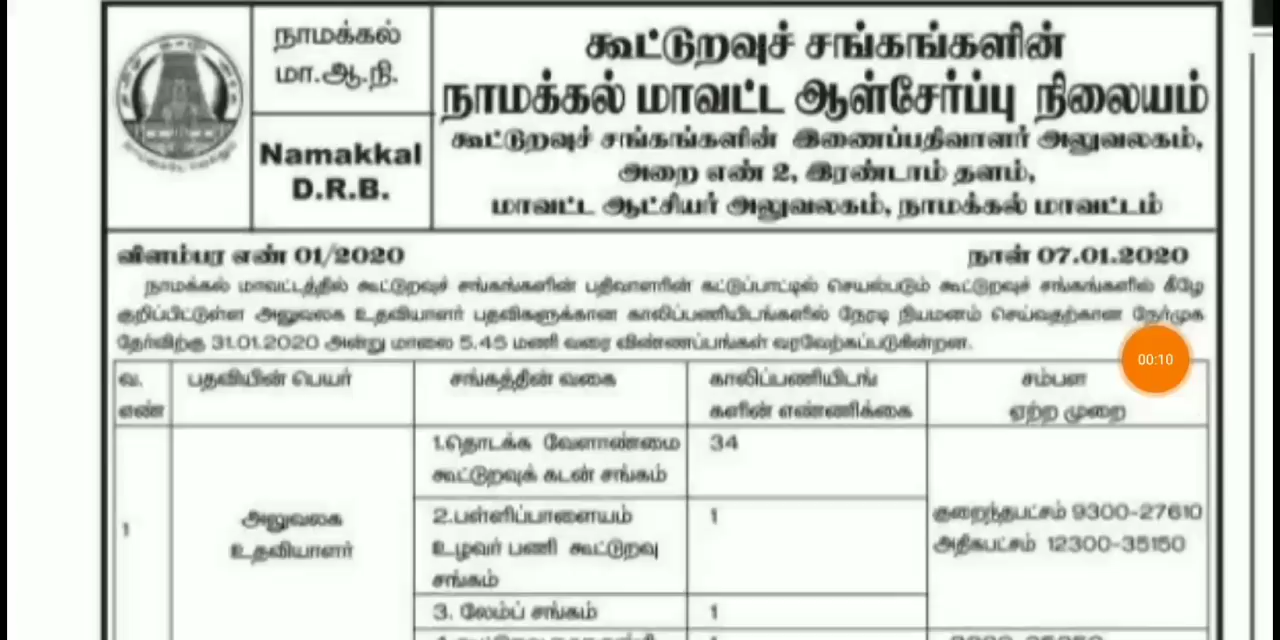 நாமக்கல்
மா.ஆ.நி.
Namakkal
D.R.B.
கூட்டுறவுச் சங்கங்களின்
நாமக்கல் மாவட்ட ஆள்சேர்ப்பு நிலையம்
கூட்டுறவுச் சங்கங்களின் இணைப்பதிவாளர் அலுவலகம்,
அறை எண் 2, இரண்டாம் தளம்,
மாவட்ட ஆட்சியர் அலுவலகம், நாமக்கல் மாவட்டம்
விளம்பர எண் 01/2020 நாள் 07.01.2020
நாமக்கல் மாவட்டத்தில் கூட்டுறவுச் சங்கங்களின் பதிவாளரின் கட்டுப்பாட்டில் செயல்படும் கூட்டுறவுச் சங்கங்களில் கீழே
குறிப்பிட்டுள்ள அலுவலக உதவியாளர் பதவிகளுக்கான காலிப்பணியிடங்களில் நேரடி நியமனம் செய்வதற்கான நேர்முக
தேர்விற்கு 31.01.2020 அன்று மாலை 5.45 மணி வரை விண்ணப்பங்கள் வரவேற்கப்படுகின்றன.
00:10
வ. பதவியின் பெயர் சங்கத்தின் வகை காலிப்பணியிடங் சம்பள
எண் களின் எண்ணிக்கை ஏற்ற முறை
1.தொடக்க வேளாண்மை 34
கூட்டுறவுக் கடன் சங்கம்
1 அலுவலக 2.பள்ளிப்பாளையம் 1 குறைந்தபட்சம் 9300-27610
உதவியாளர் உழவர் பணி கூட்டுறவு அதிகபட்சம் 12300-35150
சங்கம்
3. லேம்ப் சங்கம் 1